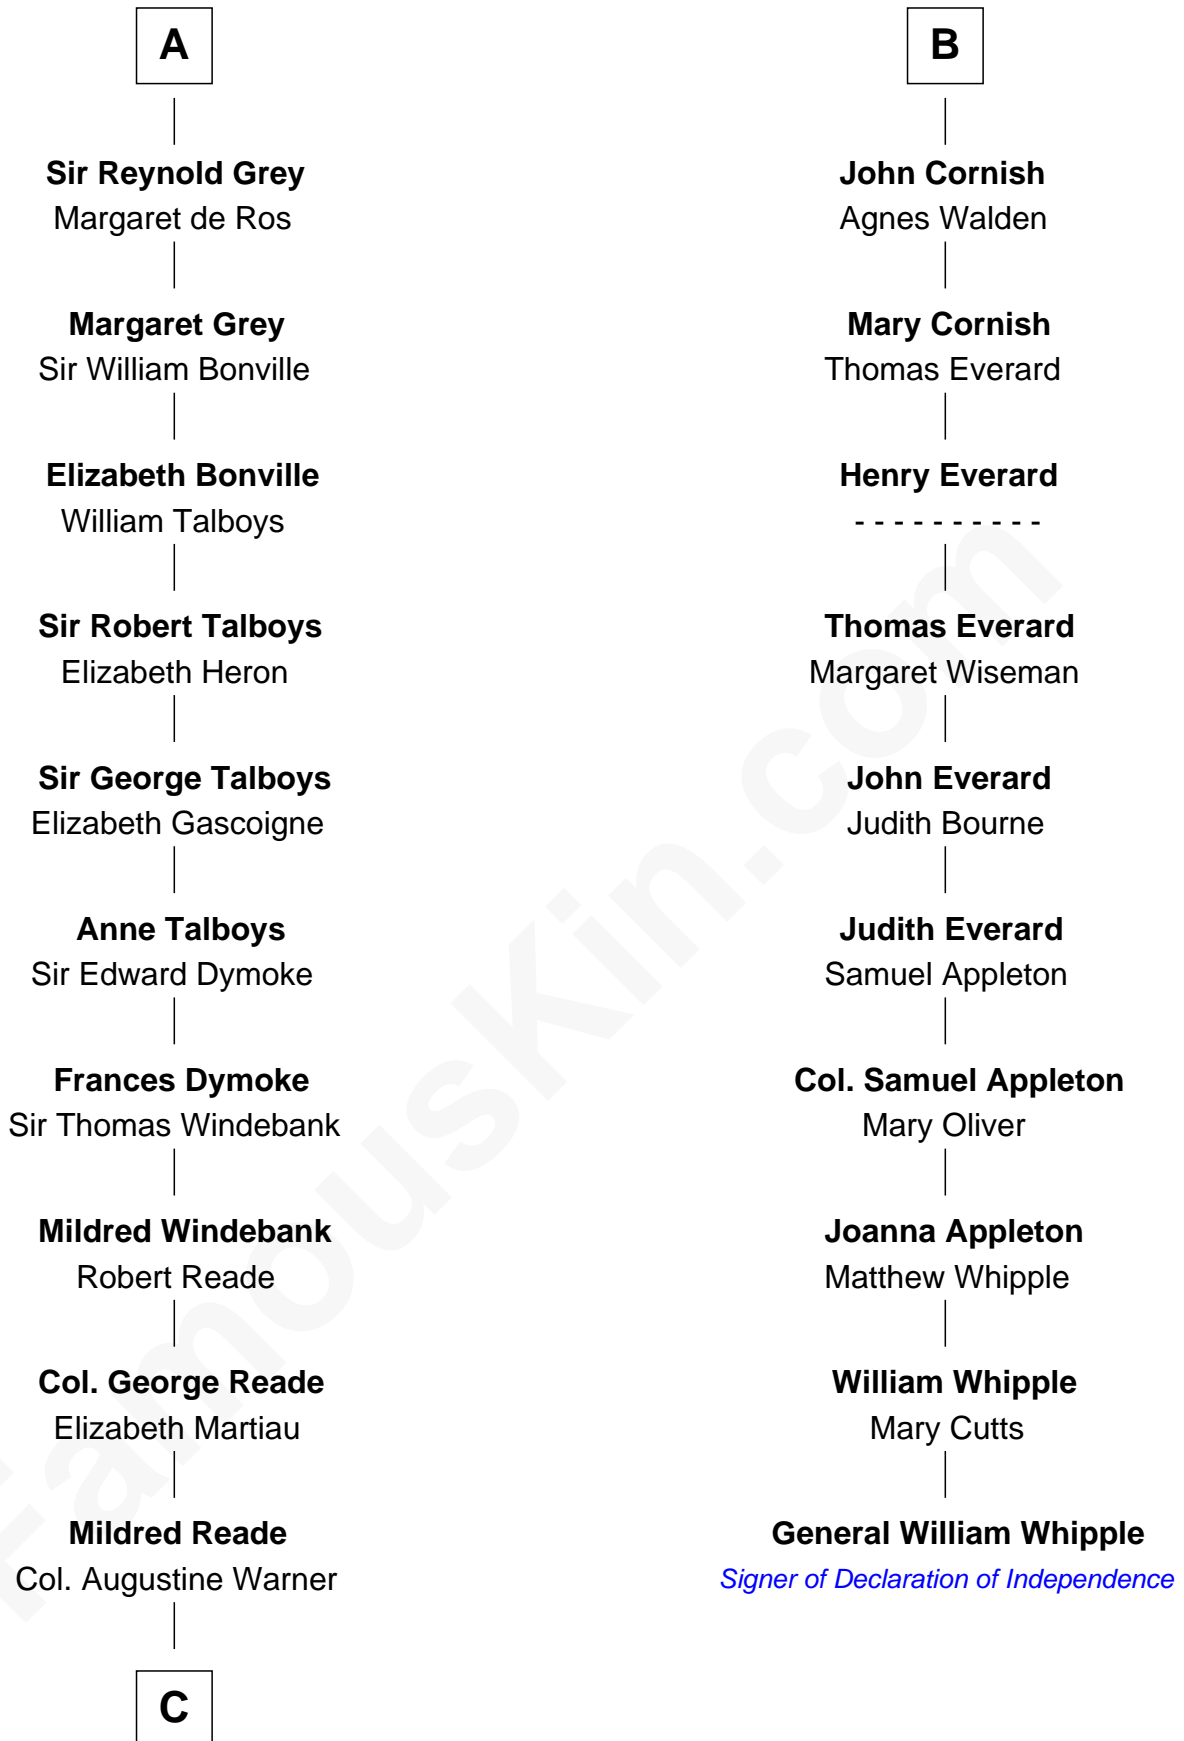 A
Sir Reynold Grey
Margaret de Ros
Margaret Grey
Sir William Bonville
Elizabeth Bonville
William Talboys
Sir Robert Talboys
Elizabeth Heron
Sir George Talboys
Elizabeth Gascoigne
Anne Talboys
Sir Edward Dymoke
Frances Dymoke
Sir Thomas Windebank
Mildred Windebank
Robert Reade
Col. George Reade
Elizabeth Martiau
Mildred Reade
Col. Augustine Warner
C
B
John Cornish
Agnes Walden
Mary Cornish
Thomas Everard
Henry Everard
- - - - - - - - - -
Thomas Everard
Margaret Wiseman
John Everard
Judith Bourne
Judith Everard
Samuel Appleton
Col. Samuel Appleton
Mary Oliver
Joanna Appleton
Matthew Whipple
William Whipple
Mary Cutts
General William Whipple
Signer of Declaration of Independence
FamousKin.com